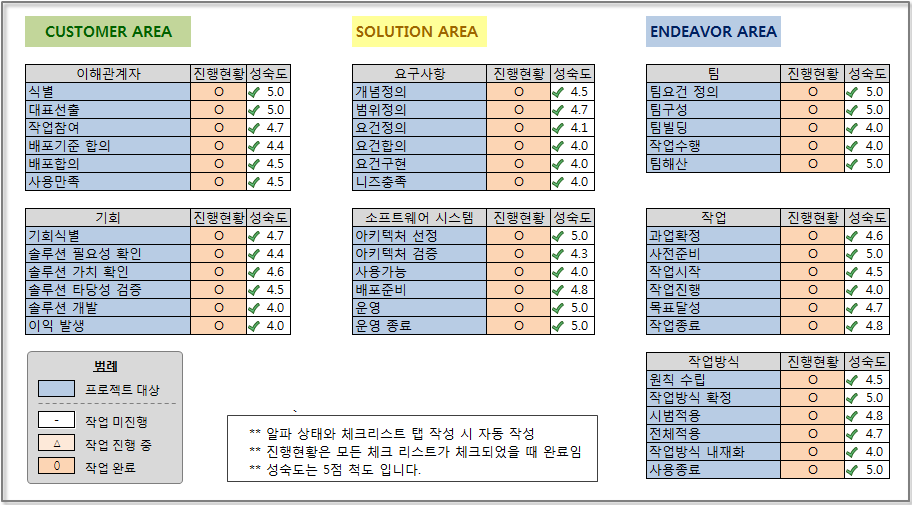 CUSTOMER AREA
이해관계자 진행현황 성숙도
식별 O 5.0
대표선출 O 5.0
작업참여 O 4.7
배포기준 합의 O 4.4
배포합의 O 4.5
사용만족 O 4.5
기회 진행현황 성숙도
기회식별 O 4.7
솔루션 필요성 확인 O 4.4
솔루션 가치 확인 O 4.6
솔루션 타당성 검증 O 4.5
솔루션 개발 O 4.0
이익 발생 O 4.0
범례
프로젝트 대상
- 작업 미진행
△ 작업 진행 중
O 작업 완료
SOLUTION AREA
요구사항 진행현황 성숙도
개념정의 O 4.5
범위정의 O 4.7
요건정의 O 4.1
요건합의 O 4.0
요건구현 O 4.0
니즈충족 O 4.0
소프트웨어 시스템 진행현황 성숙도
아키텍처 선정 O 5.0
아키텍처 검증 O 4.3
사용가능 O 4.0
배포준비 O 4.8
운영 O 5.0
운영 종료 O 5.0
` 
** 알파 상태와 체크리스트 탭 작성 시 자동 작성
** 진행현황은 모든 체크 리스트가 체크되었을 때 완료임
** 성숙도는 5점 척도 입니다.
ENDEAVOR AREA
팀 진행현황 성숙도
팀요건 정의 O 5.0
팀구성 O 5.0
팀빌딩 O 4.0
작업수행 O 4.0
팀해산 O 5.0
작업 진행현황 성숙도
과업확정 O 4.6
사전준비 O 5.0
작업시작 O 4.5
작업진행 O 4.0
목표달성 O 4.7
작업종료 O 4.8
작업방식 진행현황 성숙도
원칙 수립 O 4.5
작업방식 확정 O 5.0
시범적용 O 4.8
전체적용 O 4.7
작업방식 내재화 O 4.0
사용종료 O 5.0